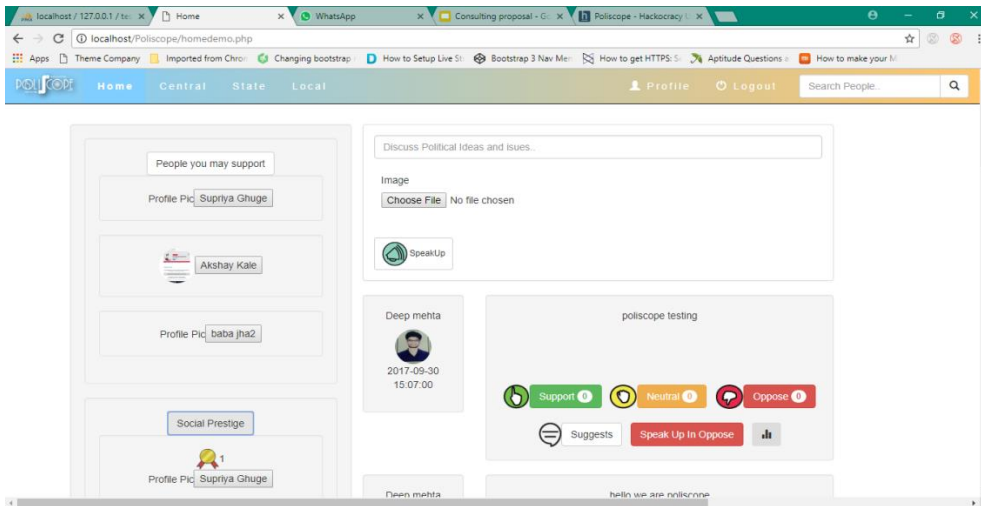 localhost / 127.0.0.1 / te
Home
WhatsApp
Consulting proposal - G
Poliscope - Hackocracy
localhost/Poliscope/homedemo.php
Apps
Theme Company
Imported from Chro
Changing bootstrap
How to Setup Live St
Bootstrap 3 Nav Men
How to get HTTPS: S
Aptitude Questions a
How to make your M
POLISCOPE
Home
Central
State
Local
Profile
Logout
Search People..
People you may support
Profile Pic Supriya Ghuge
Akshay Kale
Profile Pic baba jha2
Social Prestige
1
Profile Pic Supriya Ghuge
Discuss Political Ideas and isues..
Image
Choose File No file chosen
SpeakUp
Deep mehta
2017-09-30
15:07:00
poliscope testing
Support 0
Neutral 0
Oppose 0
Suggests
Speak Up In Oppose
Deep mehta
hello we are poliscope